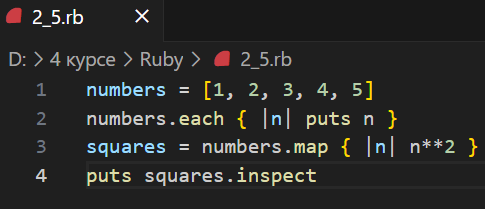 2_5.rb ×
D: > 4 курсе > Ruby > 2_5.rb
1 numbers = [1, 2, 3, 4, 5]
2 numbers.each { |n| puts n }
3 squares = numbers.map { |n| n**2 }
4 puts squares.inspect